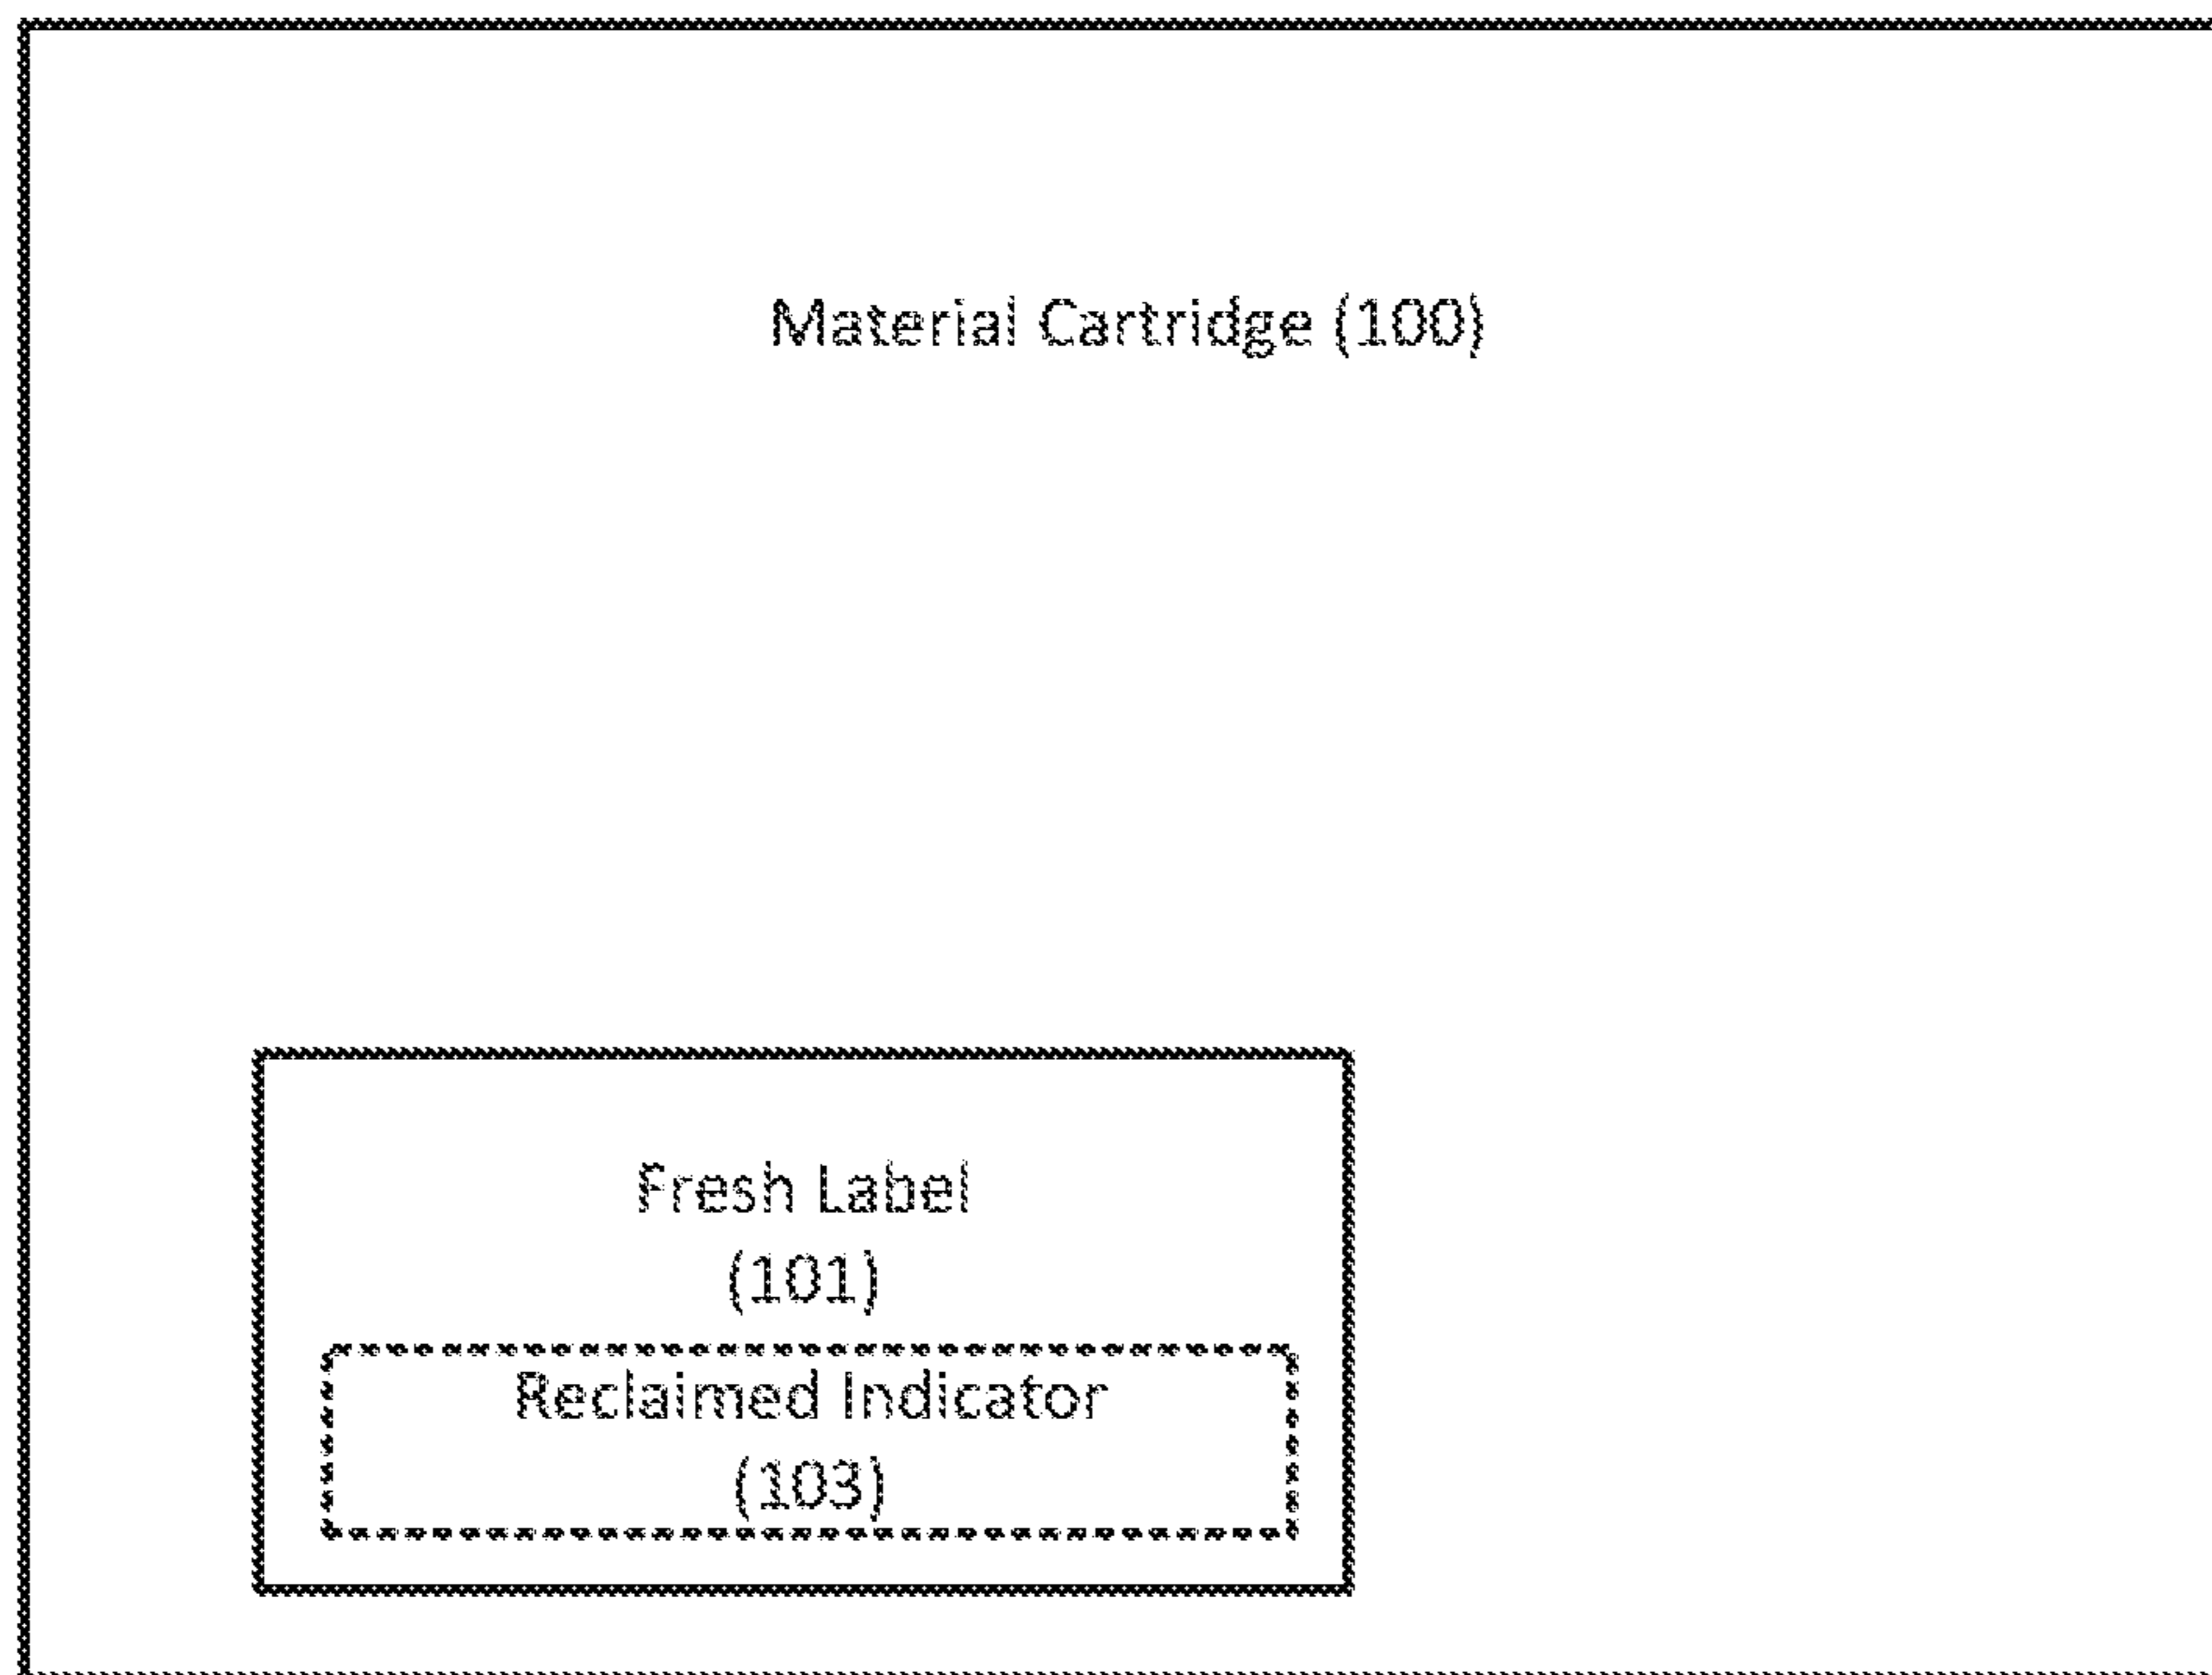 Material Cartridge (100)
Fresh Label
(101)
Reclaimed Indicator
(103)